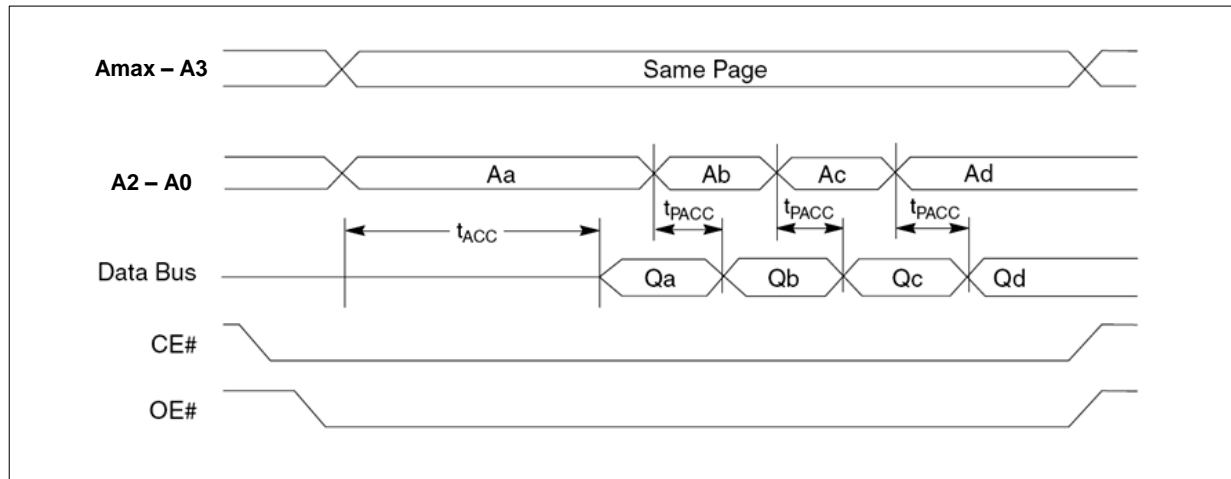 Amax – A3
Same Page
A2 – A0
Aa
Ab
Ac
Ad
tACC
tPACC
tPACC
tPACC
Data Bus
Qa
Qb
Qc
Qd
CE#
OE#